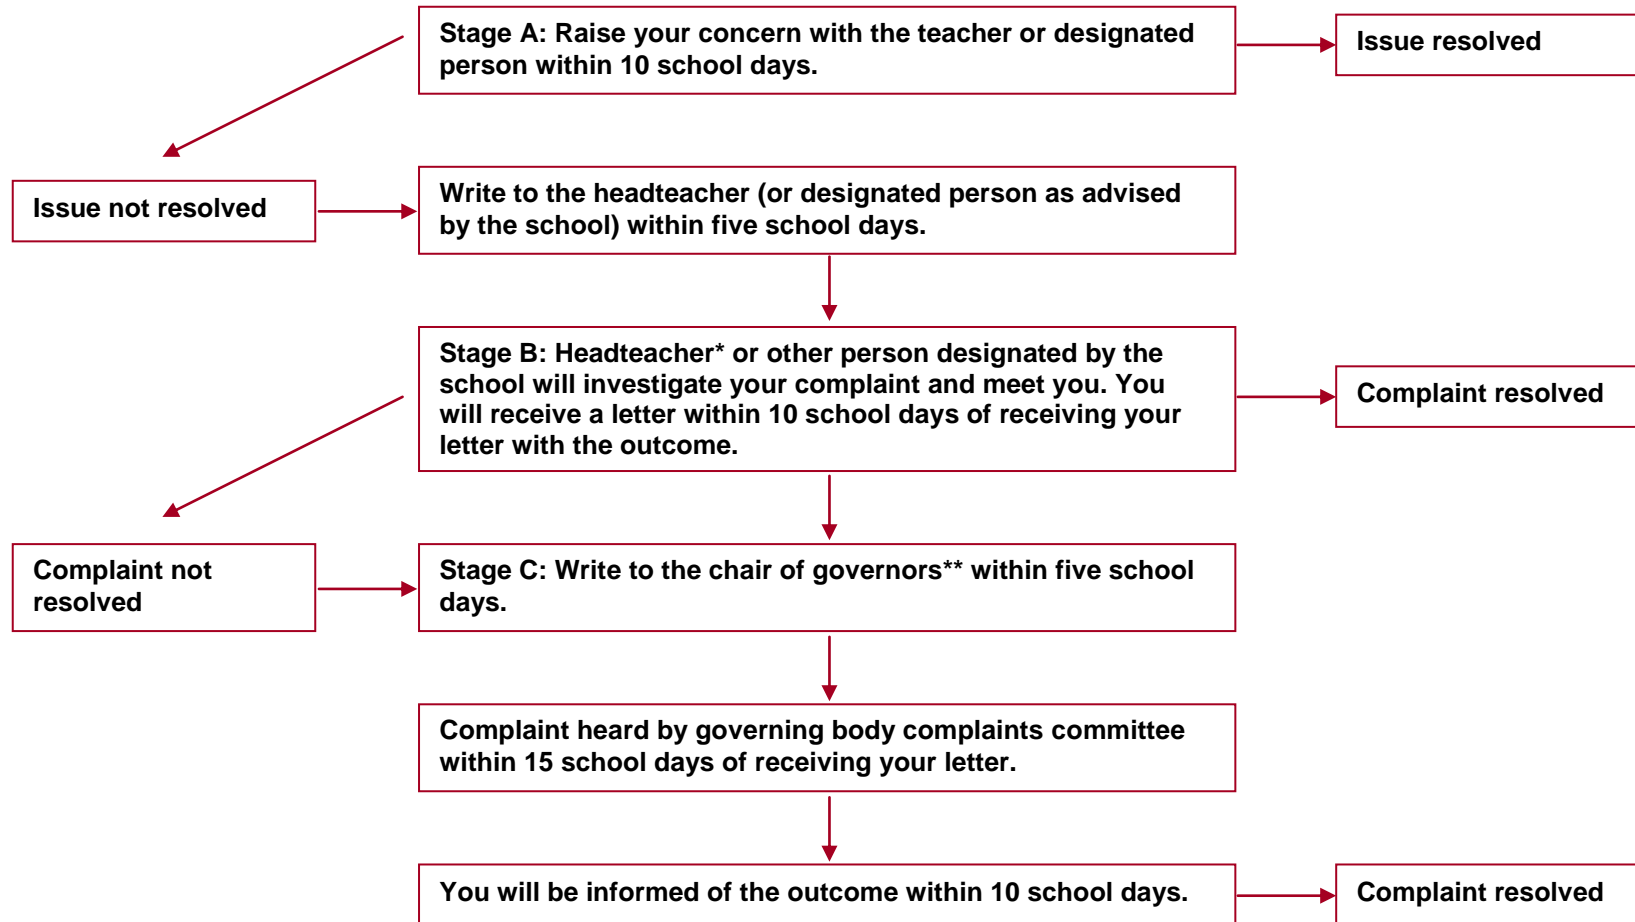 Stage A: Raise your concern with the teacher or designated
person within 10 school days.
Issue resolved
Issue not resolved
Write to the headteacher (or designated person as advised
by the school) within five school days.
Stage B: Headteacher* or other person designated by the
school will investigate your complaint and meet you. You
will receive a letter within 10 school days of receiving your
letter with the outcome.
Complaint resolved
Complaint not
resolved
Stage C: Write to the chair of governors** within five school
days.
Complaint heard by governing body complaints committee
within 15 school days of receiving your letter.
You will be informed of the outcome within 10 school days.
Complaint resolved